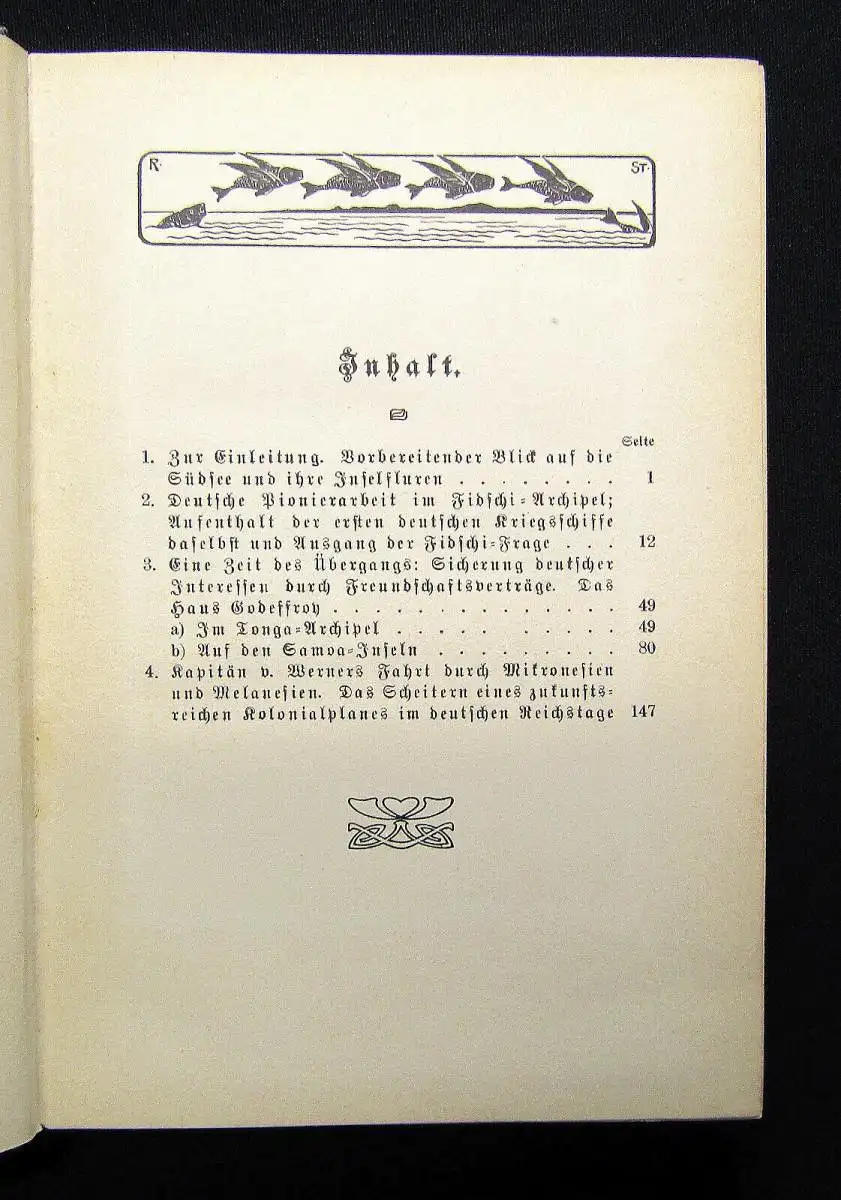 R. ST.
Inhalt.
Seite
1. Zur Einleitung. Vorbereitender Blick auf die
Südsee und ihre Inselfluren . . . . . . . . 1
2. Deutsche Pionierarbeit im Fidschi-Archipel;
Aufenthalt der ersten deutschen Kriegsschiffe
daselbst und Ausgang der Fidschi-Frage . . . 12
3. Eine Zeit des Übergangs: Sicherung deutscher
Interessen durch Freundschaftsverträge. Das
Haus Godeffroy . . . . . . . . . . . . . . . 49
a) Im Tonga-Archipel . . . . . . . . . . . 49
b) Auf den Samoa-Inseln . . . . . . . . . . 80
4. Kapitän v. Werners Fahrt durch Mikronesien
und Melanesien. Das Scheitern eines zukunfts-
reichen Kolonialplanes im deutschen Reichstage 147